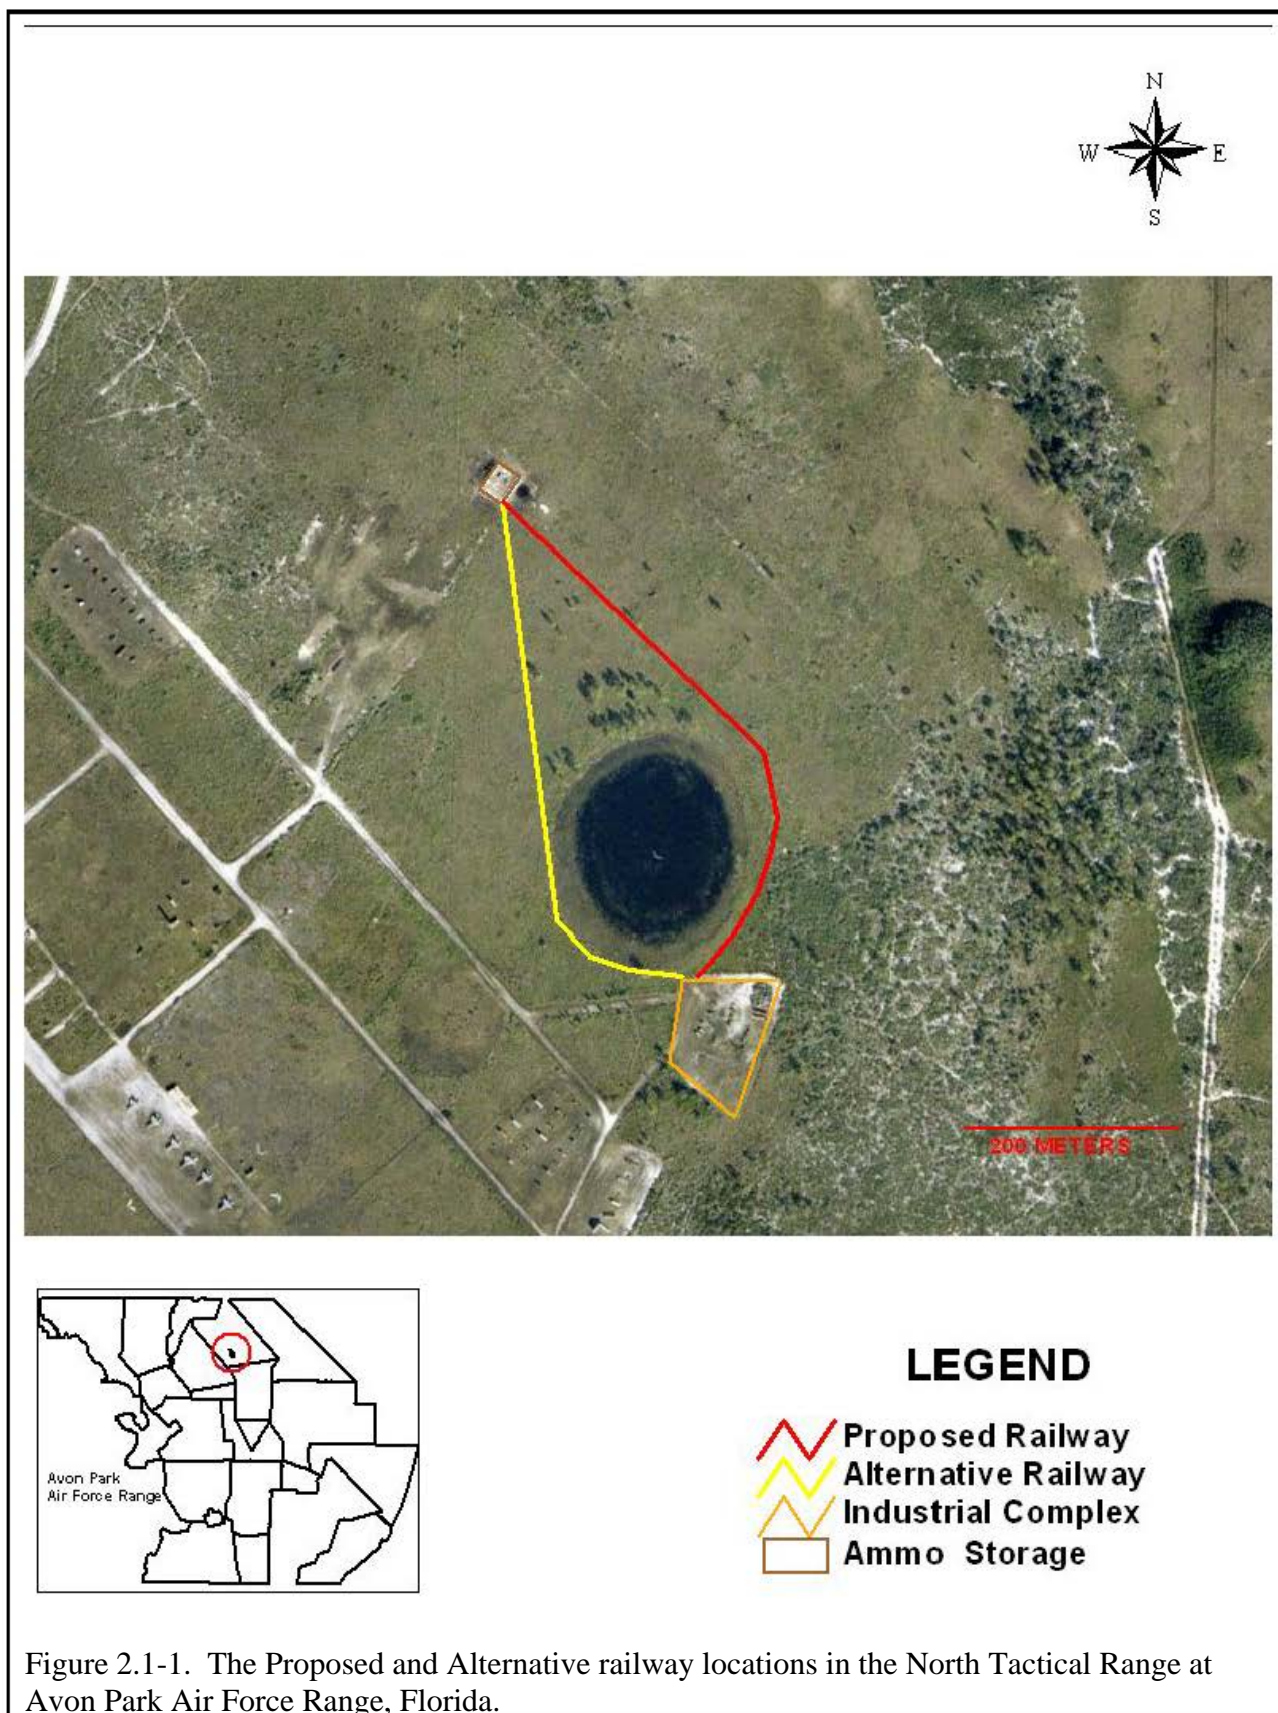 N
W E
S
200 METERS
Avon Park
Air Force Range
LEGEND
Proposed Railway
Alternative Railway
Industrial Complex
Ammo Storage
Figure 2.1-1. The Proposed and Alternative railway locations in the North Tactical Range at
Avon Park Air Force Range, Florida.